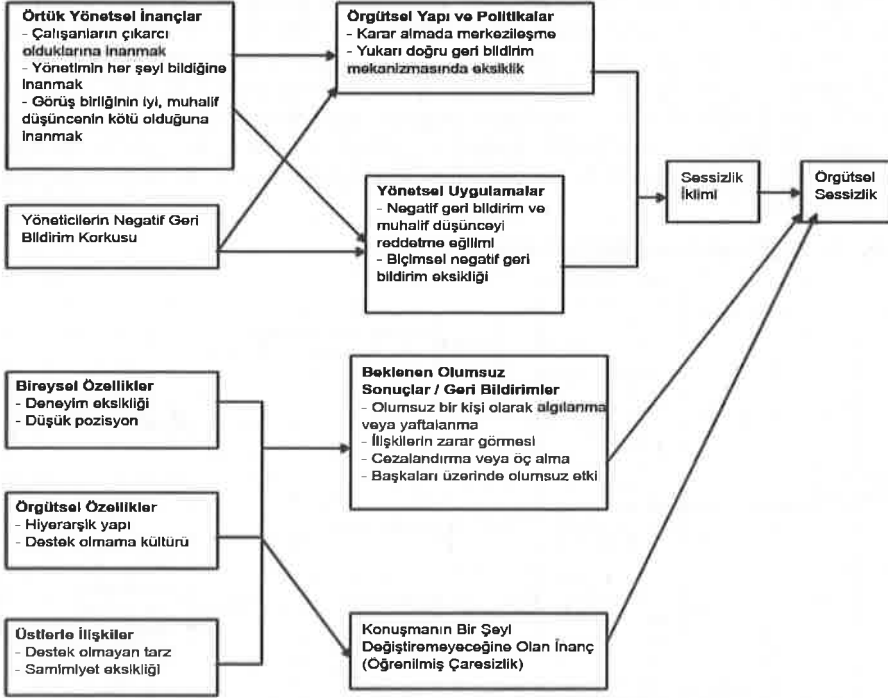 Örtük Yönetsel İnançlar
- Çalışanların çıkarcı
olduklarına inanmak
- Yönetimin her şeyi bildiğine
inanmak
- Görüş birliğinin iyi, muhalif
düşüncenin kötü olduğuna
inanmak
Örgütsel Yapı ve Politikalar
- Karar almada merkezileşme
- Yukarı doğru geri bildirim
mekanizmasında eksiklik
Yöneticilerin Negatif Geri
Bildirim Korkusu
Yönetsel Uygulamalar
- Negatif geri bildirim ve
muhalif düşünceyi
reddetme eğilimi
- Biçimsel negatif geri
bildirim eksikliği
Sessizlik
İklimi
Örgütsel
Sessizlik
Bireysel Özellikler
- Deneyim eksikliği
- Düşük pozisyon
Beklenen Olumsuz
Sonuçlar / Geri Bildirimler
- Olumsuz bir kişi olarak algılanma
veya yaftalanma
- İlişkilerin zarar görmesi
- Cezalandırma veya öç alma
- Başkaları üzerinde olumsuz etki
Örgütsel Özellikler
- Hiyerarşik yapı
- Destek olmama kültürü
Üstlerle İlişkiler
- Destek olmayan tarz
- Samimiyet eksikliği
Konuşmanın Bir Şeyi
Değiştiremeyeceğine Olan İnanç
(Öğrenilmiş Çaresizlik)